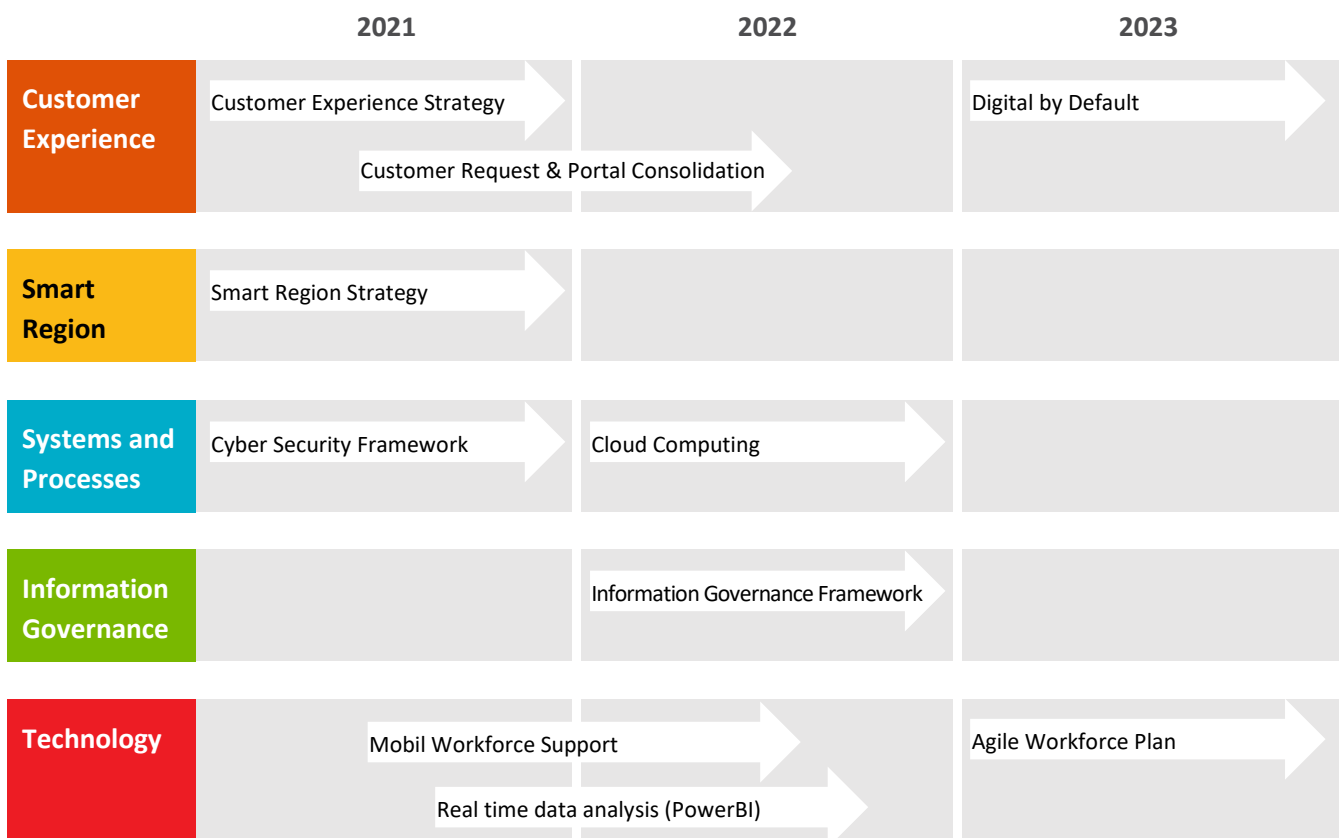 2021
2022
2023
Customer
Experience
Customer Experience Strategy
Digital by Default
Customer Request & Portal Consolidation
Smart
Region
Smart Region Strategy
Systems and
Processes
Cyber Security Framework
Cloud Computing
Information
Governance
Information Governance Framework
Technology
Mobil Workforce Support
Agile Workforce Plan
Real time data analysis (PowerBI)